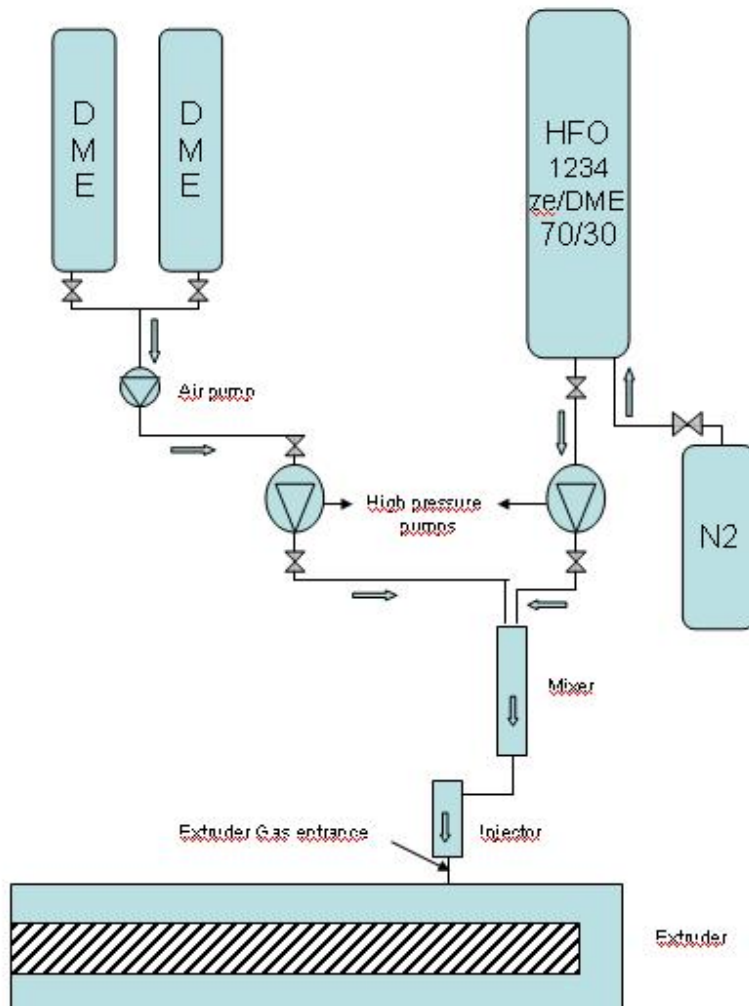 D
M
E
D
M
E
HFO
1234
ze/DME
70/30
Air pump
High pressure
pumps
N2
Mixer
Extruder Gas entrance
Injector
Extruder